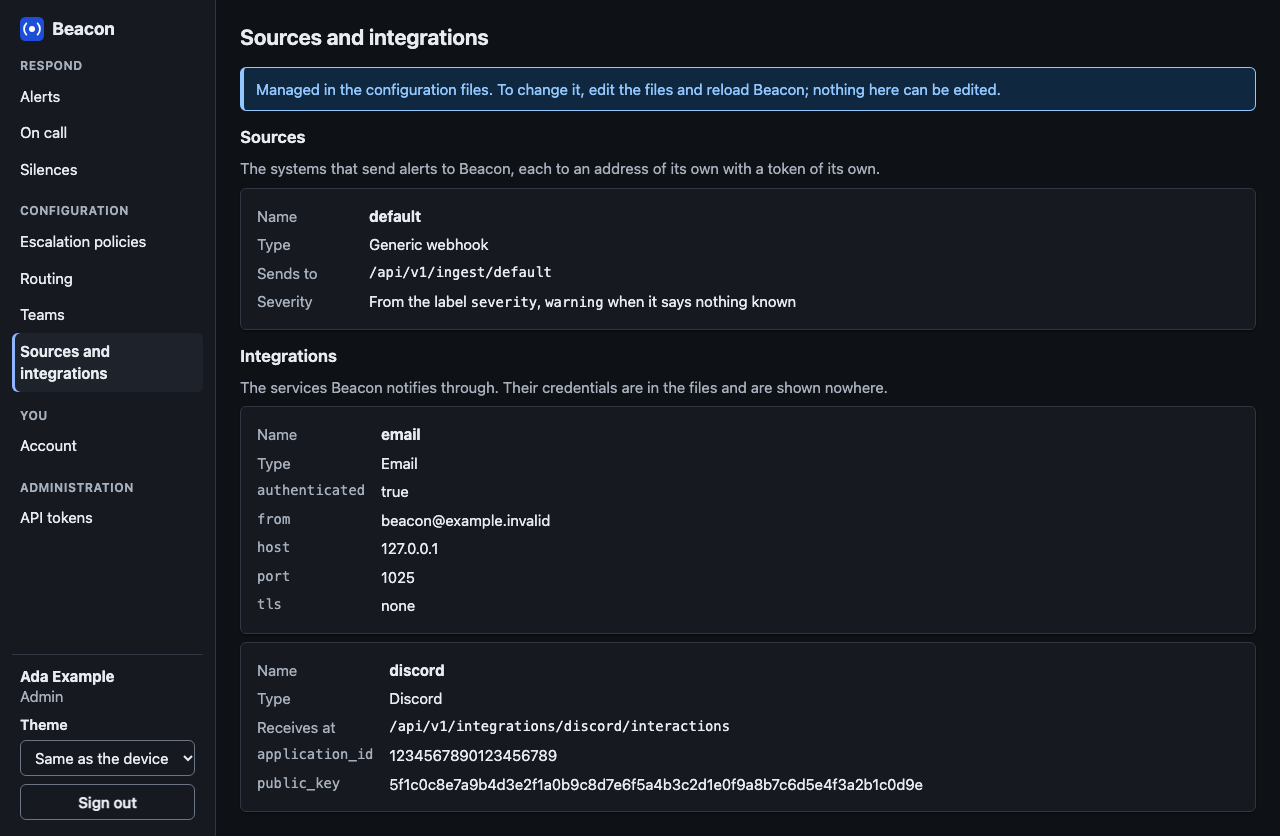 Beacon
RESPOND
Alerts
On call
Silences
CONFIGURATION
Escalation policies
Routing
Teams
Sources and
integrations
YOU
Account
ADMINISTRATION
API tokens
Ada Example
Admin
Theme
Same as the device
Sign out
Sources and integrations
Managed in the configuration files. To change it, edit the files and reload Beacon; nothing here can be edited.
Sources
The systems that send alerts to Beacon, each to an address of its own with a token of its own.
Name default
Type Generic webhook
Sends to /api/v1/ingest/default
Severity From the label severity, warning when it says nothing known
Integrations
The services Beacon notifies through. Their credentials are in the files and are shown nowhere.
Name email
Type Email
authenticated true
from beacon@example.invalid
host 127.0.0.1
port 1025
tls none
Name discord
Type Discord
Receives at /api/v1/integrations/discord/interactions
application_id 1234567890123456789
public_key 5f1c0c8e7a9b4d3e2f1a0b9c8d7e6f5a4b3c2d1e0f9a8b7c6d5e4f3a2b1c0d9e